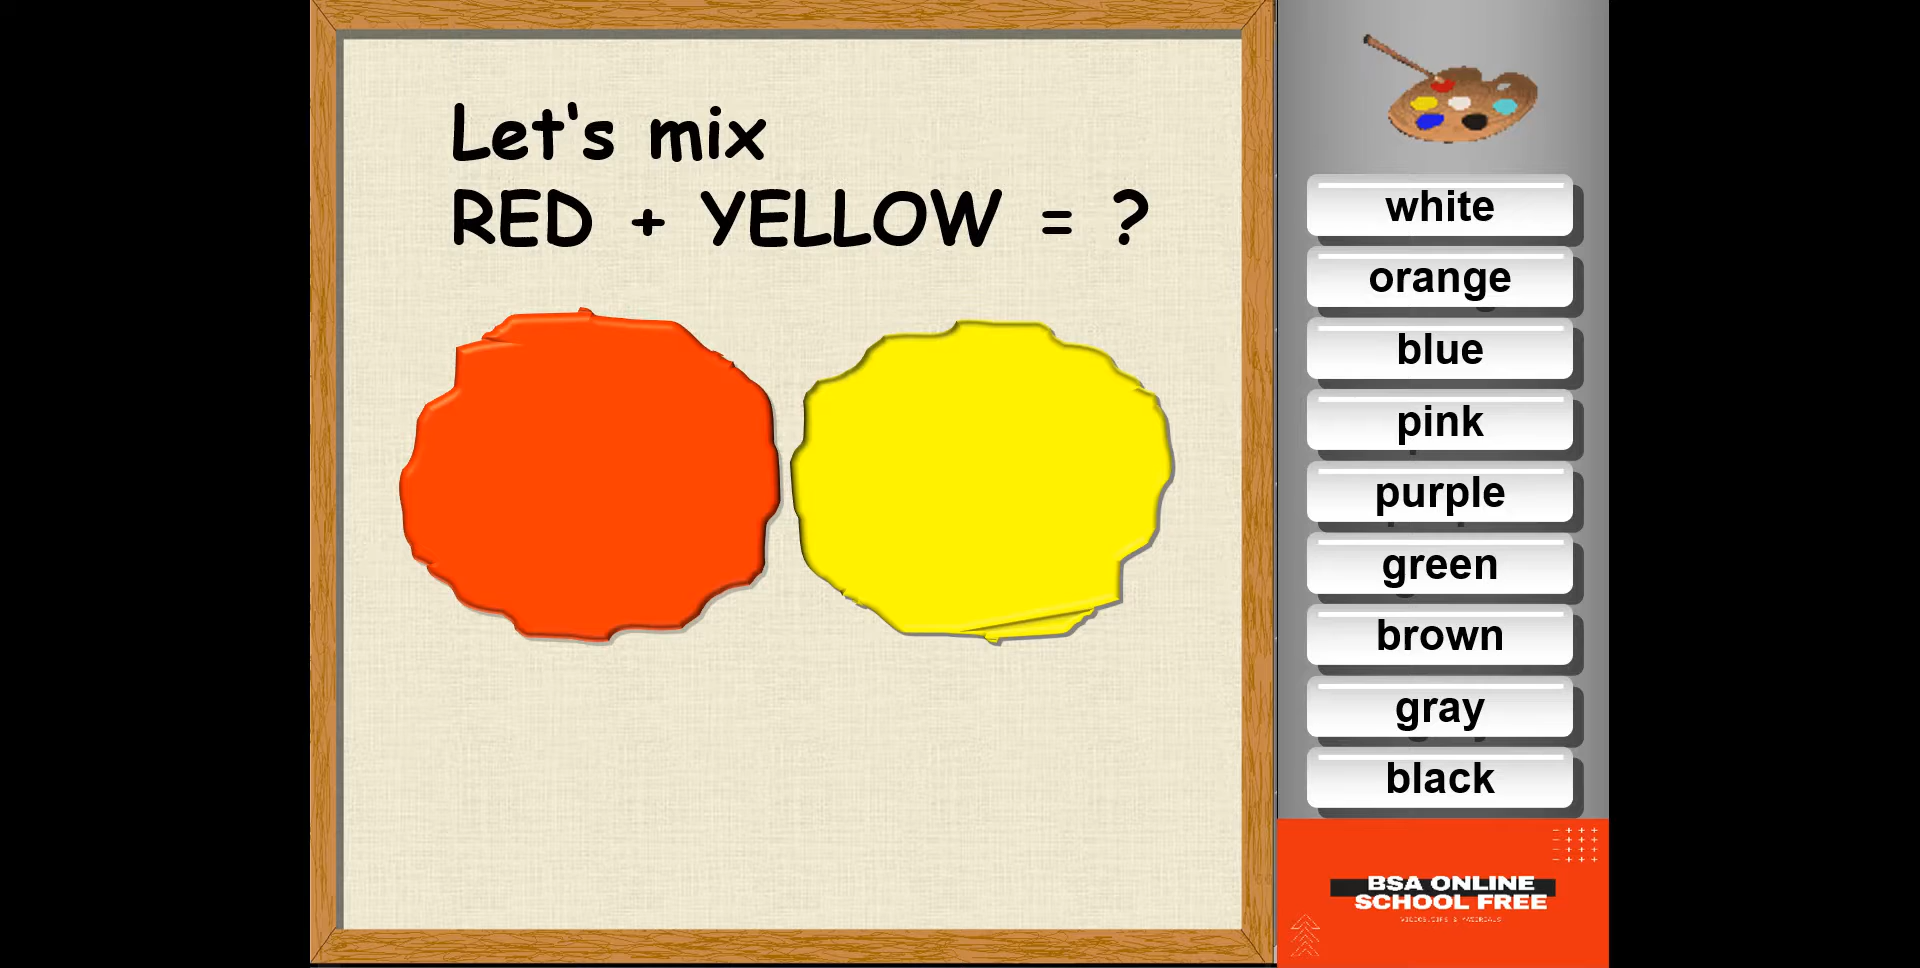 Let's mix
RED + YELLOW = ?
white
orange
blue
pink
purple
green
brown
gray
black
BSA ONLINE
SCHOOL FREE